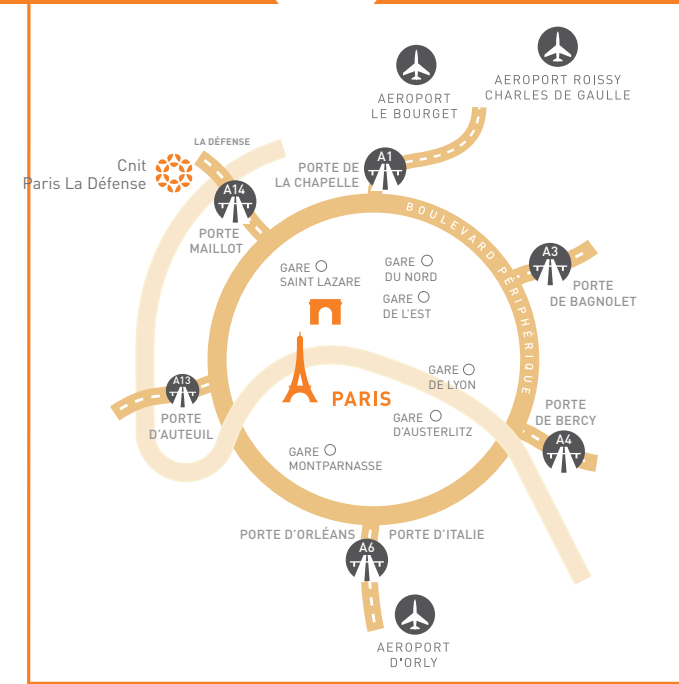 AEROPORT ROISSY
CHARLES DE GAULLE
AEROPORT
LE BOURGET
LA DÉFENSE
Cnit
Paris La Défense
A1
PORTE DE
LA CHAPELLE
A14
PORTE
MAILLOT
BOULEVARD PÉRIPHÉRIQUE
A3
PORTE
DE BAGNOLET
GARE
SAINT LAZARE
GARE
DU NORD
GARE
DE L'EST
GARE
DE LYON
PARIS
A13
PORTE
D'AUTEUIL
GARE
D'AUSTERLITZ
PORTE
DE BERCY
A4
GARE
MONTPARNASSE
PORTE D'ORLÉANS
PORTE D'ITALIE
A6
AEROPORT
D'ORLY